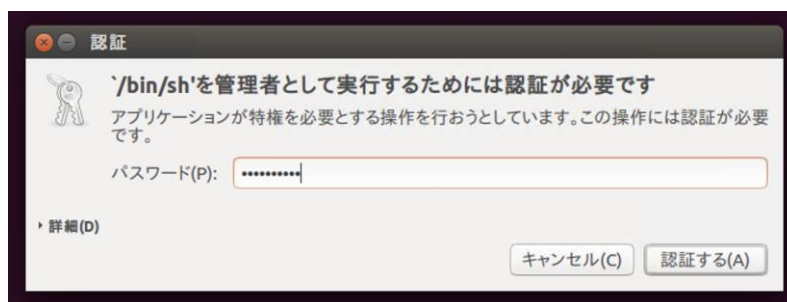 認証
`/bin/sh'を管理者として実行するためには認証が必要です
アプリケーションが特権を必要とする操作を行おうとしています。この操作には認証が必要
です。
パスワード(P): ••••••••••
詳細(D)
キャンセル(C) 認証する(A)